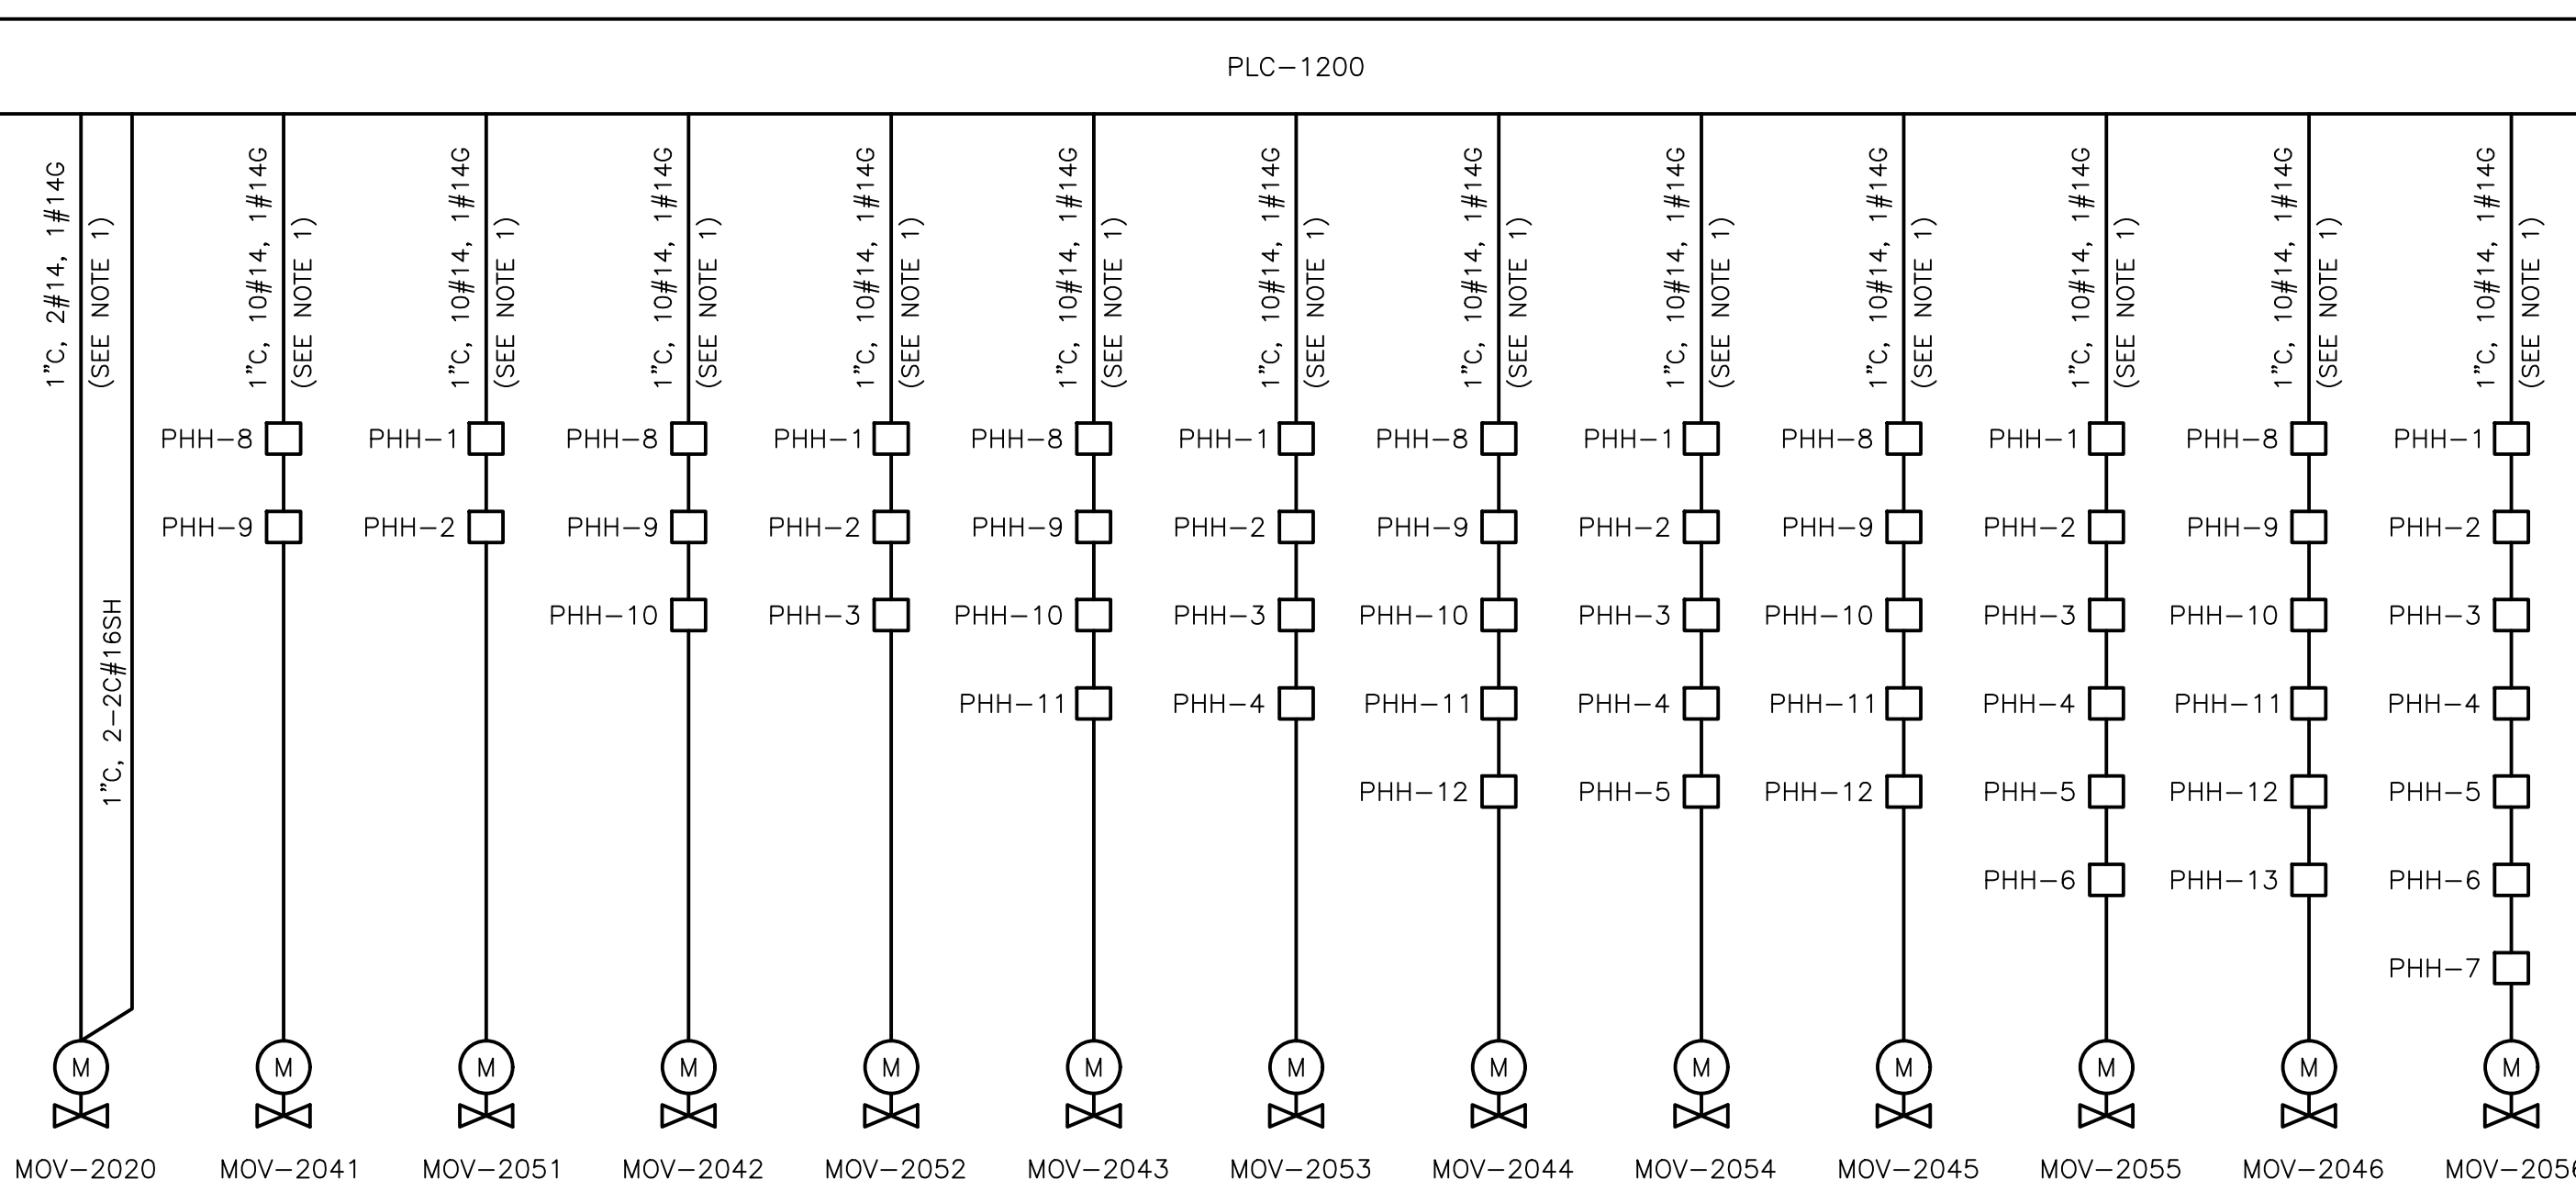 PLC-1200
1"C, 2#14, 1#14G
(SEE NOTE 1)
1"C, 2-2C#16SH
1"C, 10#14, 1#14G
(SEE NOTE 1)
1"C, 10#14, 1#14G
(SEE NOTE 1)
1"C, 10#14, 1#14G
(SEE NOTE 1)
1"C, 10#14, 1#14G
(SEE NOTE 1)
1"C, 10#14, 1#14G
(SEE NOTE 1)
1"C, 10#14, 1#14G
(SEE NOTE 1)
1"C, 10#14, 1#14G
(SEE NOTE 1)
1"C, 10#14, 1#14G
(SEE NOTE 1)
1"C, 10#14, 1#14G
(SEE NOTE 1)
1"C, 10#14, 1#14G
(SEE NOTE 1)
1"C, 10#14, 1#14G
(SEE NOTE 1)
1"C, 10#14, 1#14G
(SEE NOTE 1)
PHH-8 PHH-1 PHH-8 PHH-1 PHH-8 PHH-1 PHH-8 PHH-1 PHH-8 PHH-1 PHH-8 PHH-1
PHH-9 PHH-2 PHH-9 PHH-2 PHH-9 PHH-2 PHH-9 PHH-2 PHH-9 PHH-2 PHH-9 PHH-2
PHH-10 PHH-3 PHH-10 PHH-3 PHH-10 PHH-3 PHH-10 PHH-3 PHH-10 PHH-3
PHH-11 PHH-4 PHH-11 PHH-4 PHH-11 PHH-4 PHH-11 PHH-4
PHH-12 PHH-5 PHH-12 PHH-5 PHH-12 PHH-5
PHH-6 PHH-13 PHH-6
PHH-7
M M M M M M M M M M M M M
MOV-2020 MOV-2041 MOV-2051 MOV-2042 MOV-2052 MOV-2043 MOV-2053 MOV-2044 MOV-2054 MOV-2045 MOV-2055 MOV-2046 MOV-2056